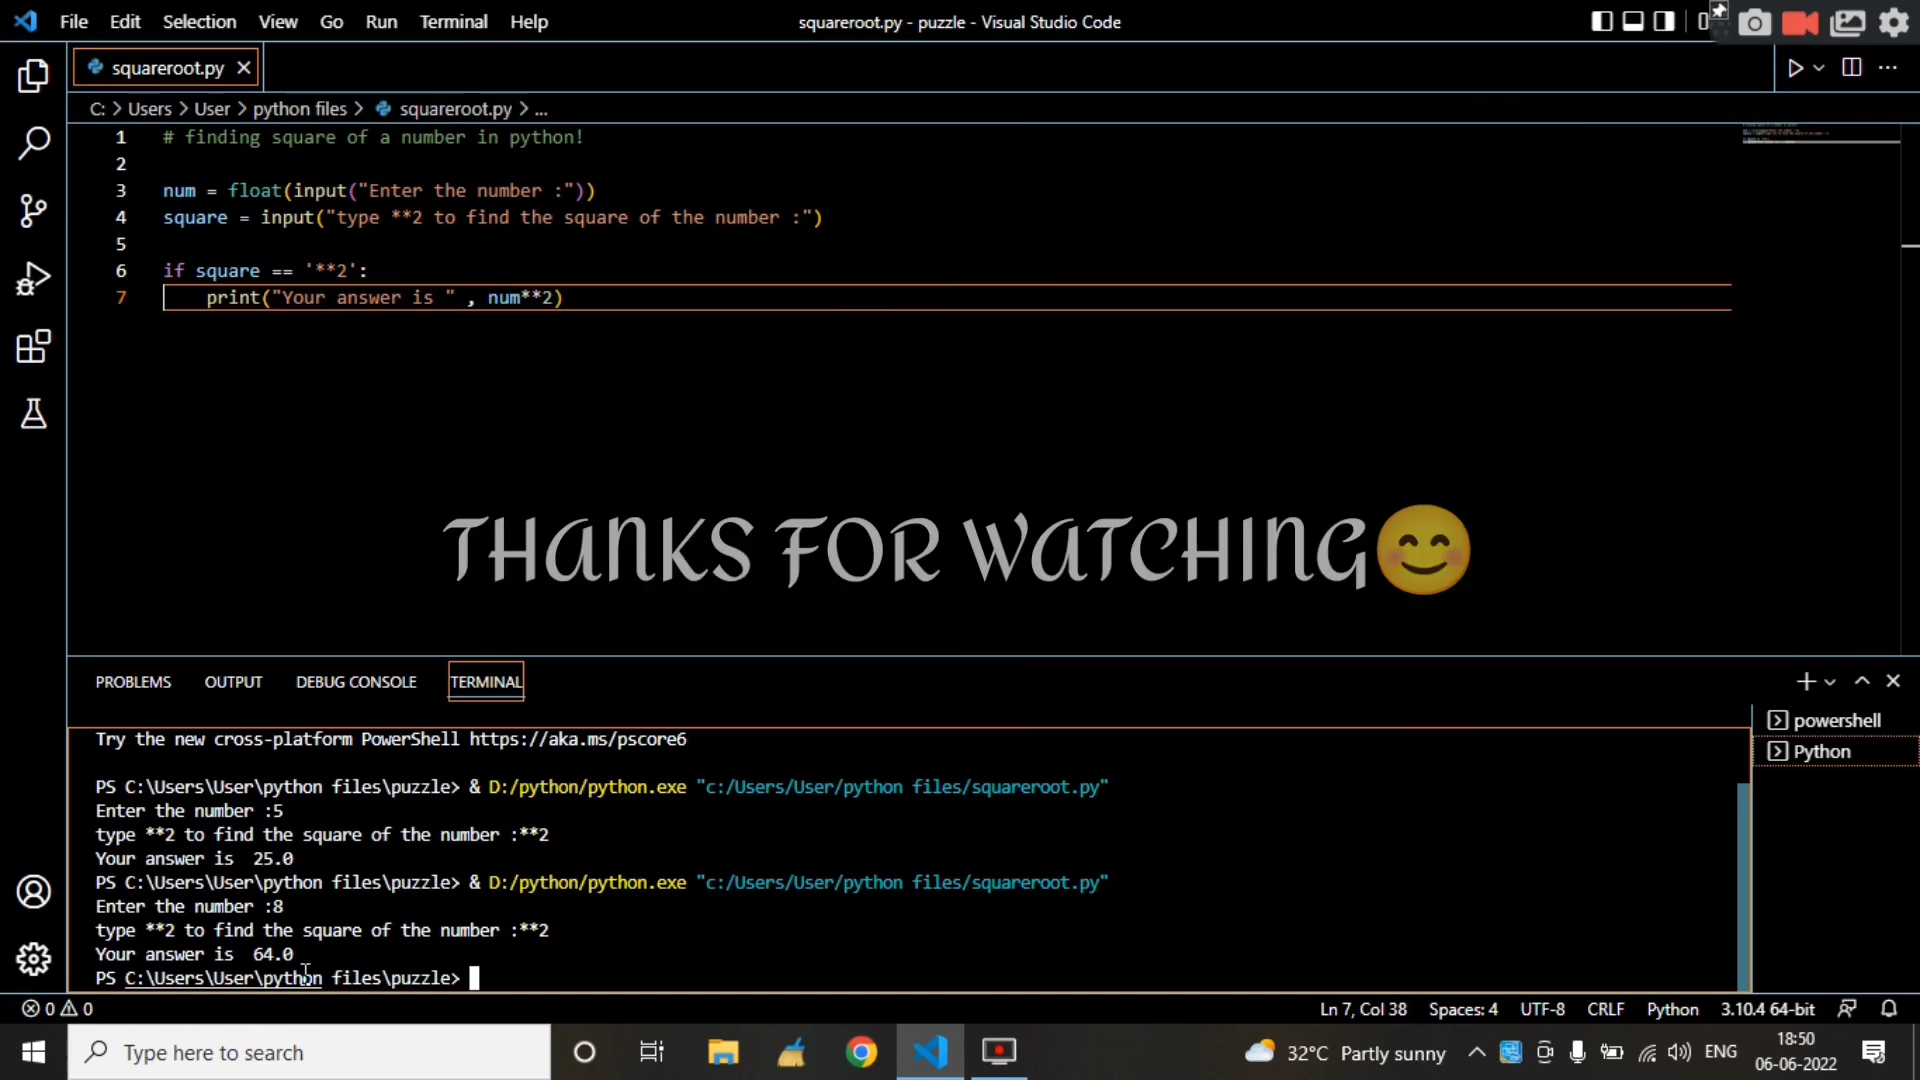 File Edit Selection View Go Run Terminal Help
squareroot.py - puzzle - Visual Studio Code
squareroot.py
C: > Users > User > python files > squareroot.py > ...
1 # finding square of a number in python!
2
3 num = float(input("Enter the number :"))
4 square = input("type **2 to find the square of the number :")
5
6 if square == '**2':
7     print("Your answer is " , num**2)
THANKS FOR WATCHING😊
PROBLEMS OUTPUT DEBUG CONSOLE TERMINAL
powershell
Python
Try the new cross-platform PowerShell https://aka.ms/pscore6
PS C:\Users\User\python files\puzzle> & D:/python/python.exe "c:/Users/User/python files/squareroot.py"
Enter the number :5
type **2 to find the square of the number :**2
Your answer is  25.0
PS C:\Users\User\python files\puzzle> & D:/python/python.exe "c:/Users/User/python files/squareroot.py"
Enter the number :8
type **2 to find the square of the number :**2
Your answer is  64.0
PS C:\Users\User\python files\puzzle>
0 0 Ln 7, Col 38 Spaces: 4 UTF-8 CRLF Python 3.10.4 64-bit
Type here to search
32°C Partly sunny
ENG
18:50
06-06-2022